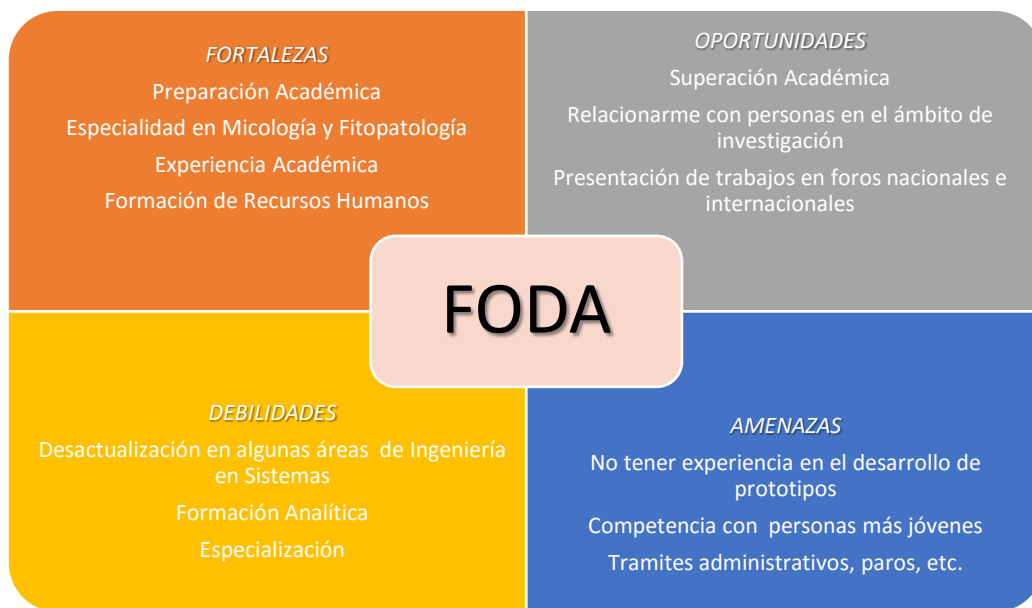 FORTALEZAS
Preparación Académica
Especialidad en Micología y Fitopatología
Experiencia Académica
Formación de Recursos Humanos
OPORTUNIDADES
Superación Académica
Relacionarme con personas en el ámbito de
investigación
Presentación de trabajos en foros nacionales e
internacionales
FODA
DEBILIDADES
Desactualización en algunas áreas de Ingeniería
en Sistemas
Formación Analítica
Especialización
AMENAZAS
No tener experiencia en el desarrollo de
prototipos
Competencia con personas más jóvenes
Tramites administrativos, paros, etc.